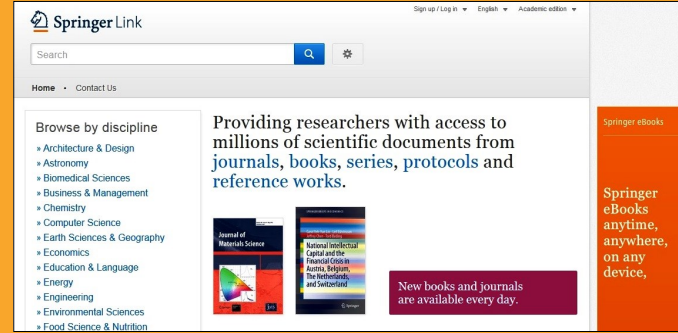 Sign up / Log in English Academic edition
Springer Link
Search
Home • Contact Us
Browse by discipline
» Architecture & Design
» Astronomy
» Biomedical Sciences
» Business & Management
» Chemistry
» Computer Science
» Earth Sciences & Geography
» Economics
» Education & Language
» Energy
» Engineering
» Environmental Sciences
» Food Science & Nutrition
Providing researchers with access to
millions of scientific documents from
journals, books, series, protocols and
reference works.
Journal of
Materials Science
National Intellectual
Capital and the
Financial Crisis in
Austria, Belgium,
The Netherlands,
and Switzerland
Springer
New books and journals
are available every day.
Springer eBooks
Springer
eBooks
anytime,
anywhere,
on any
device,